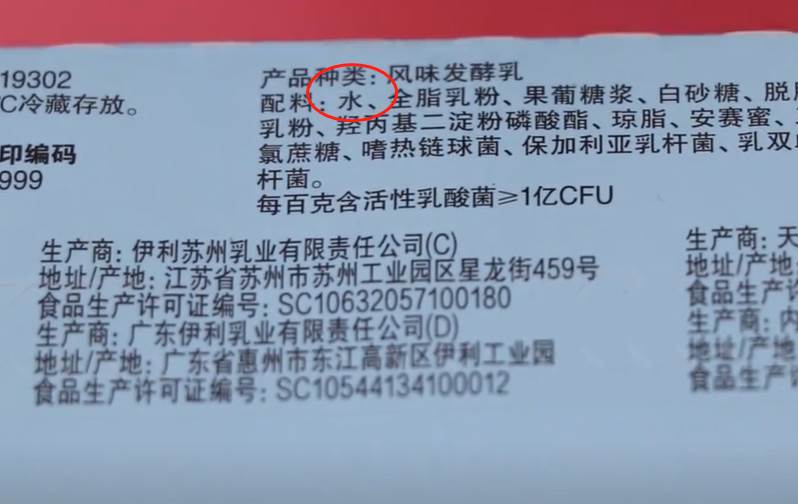 19302
℃冷藏存放。
印编码
999
产品种类：风味发酵乳
配料：水、全脂乳粉、果葡糖浆、白砂糖、脱脂
乳粉、羟丙基二淀粉磷酸酯、琼脂、安赛蜜、
氯蔗糖、嗜热链球菌、保加利亚乳杆菌、乳双
杆菌。
每百克含活性乳酸菌≥1亿CFU
生产商：伊利苏州乳业有限责任公司(C)
地址/产地：江苏省苏州市苏州工业园区星龙街459号
食品生产许可证编号：SC10632057100180
生产商：广东伊利乳业有限责任公司(D)
地址/产地：广东省惠州市东江高新区伊利工业园
食品生产许可证编号：SC10544134100012
生产商：天
地址/产地：
食品生产许
生产商：内
地址/产地：
食品生产许